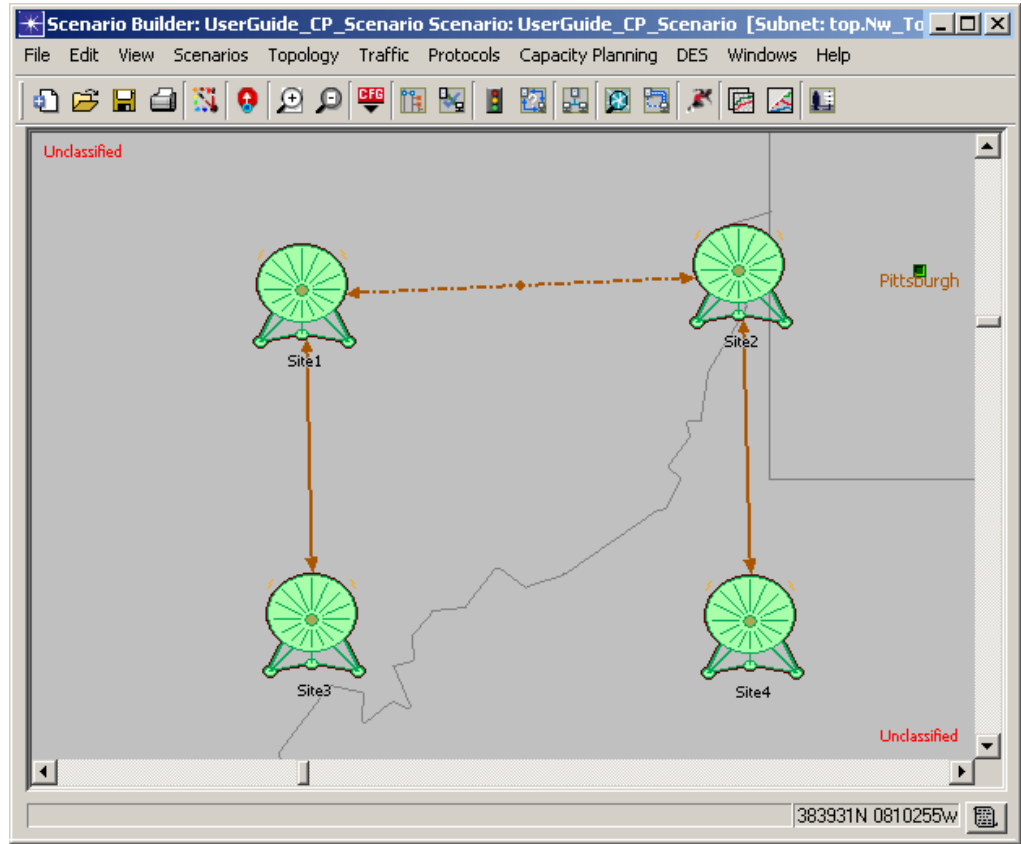 Scenario Builder: UserGuide_CP_Scenario Scenario: UserGuide_CP_Scenario [Subnet: top.Nw_To
File Edit View Scenarios Topology Traffic Protocols Capacity Planning DES Windows Help
CFG
Unclassified
Pittsburgh
Site1
Site2
Site3
Site4
Unclassified
383931N 0810255W